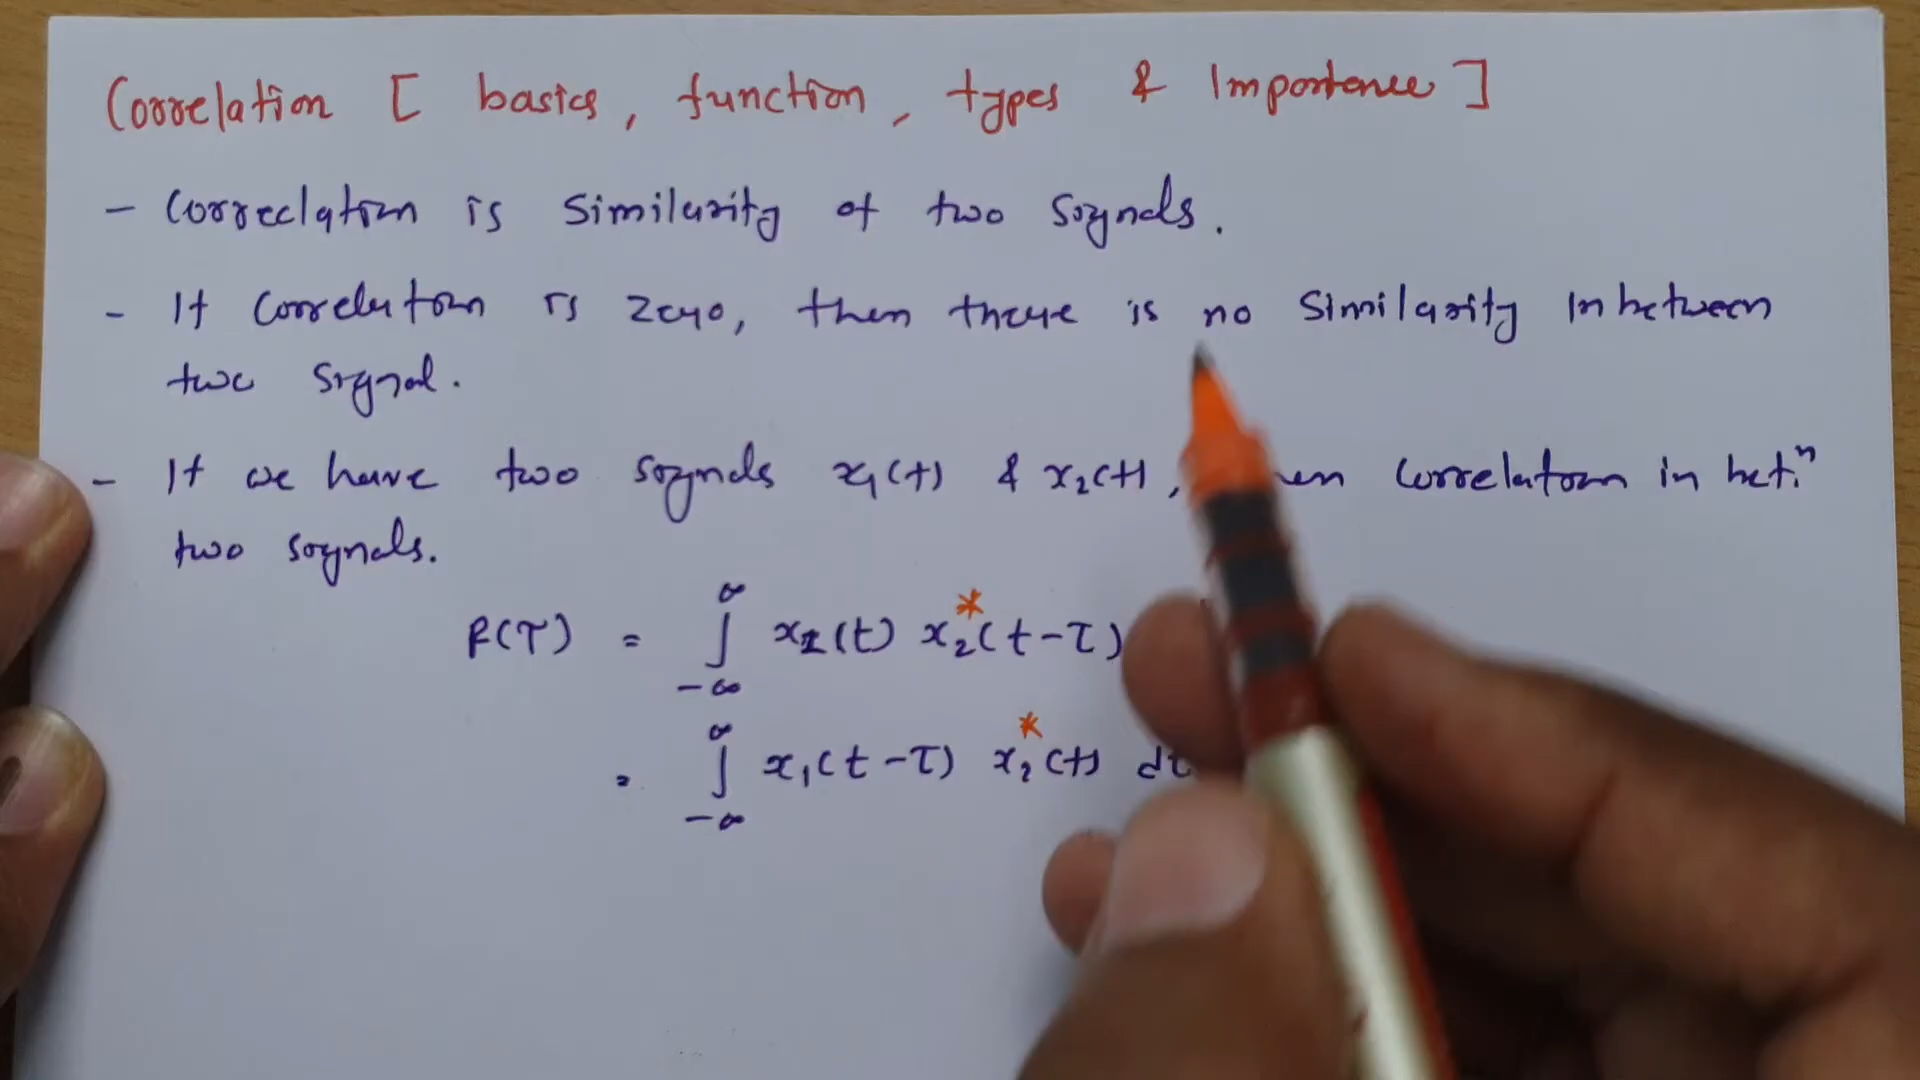 Correlation [ basics, function, types & Importance ]
- Correclation is similarity of two signals.
- If correlation is zero, then there is no similarity in between
two signal.
- If we have two signals x₁(t) & x₂(t), en correlation in betⁿ
two signals.
R(τ) = ∫_{-∞}^{∞} x₁(t) x₂*(t-τ)
= ∫_{-∞}^{∞} x₁(t-τ) x₂*(t) dt